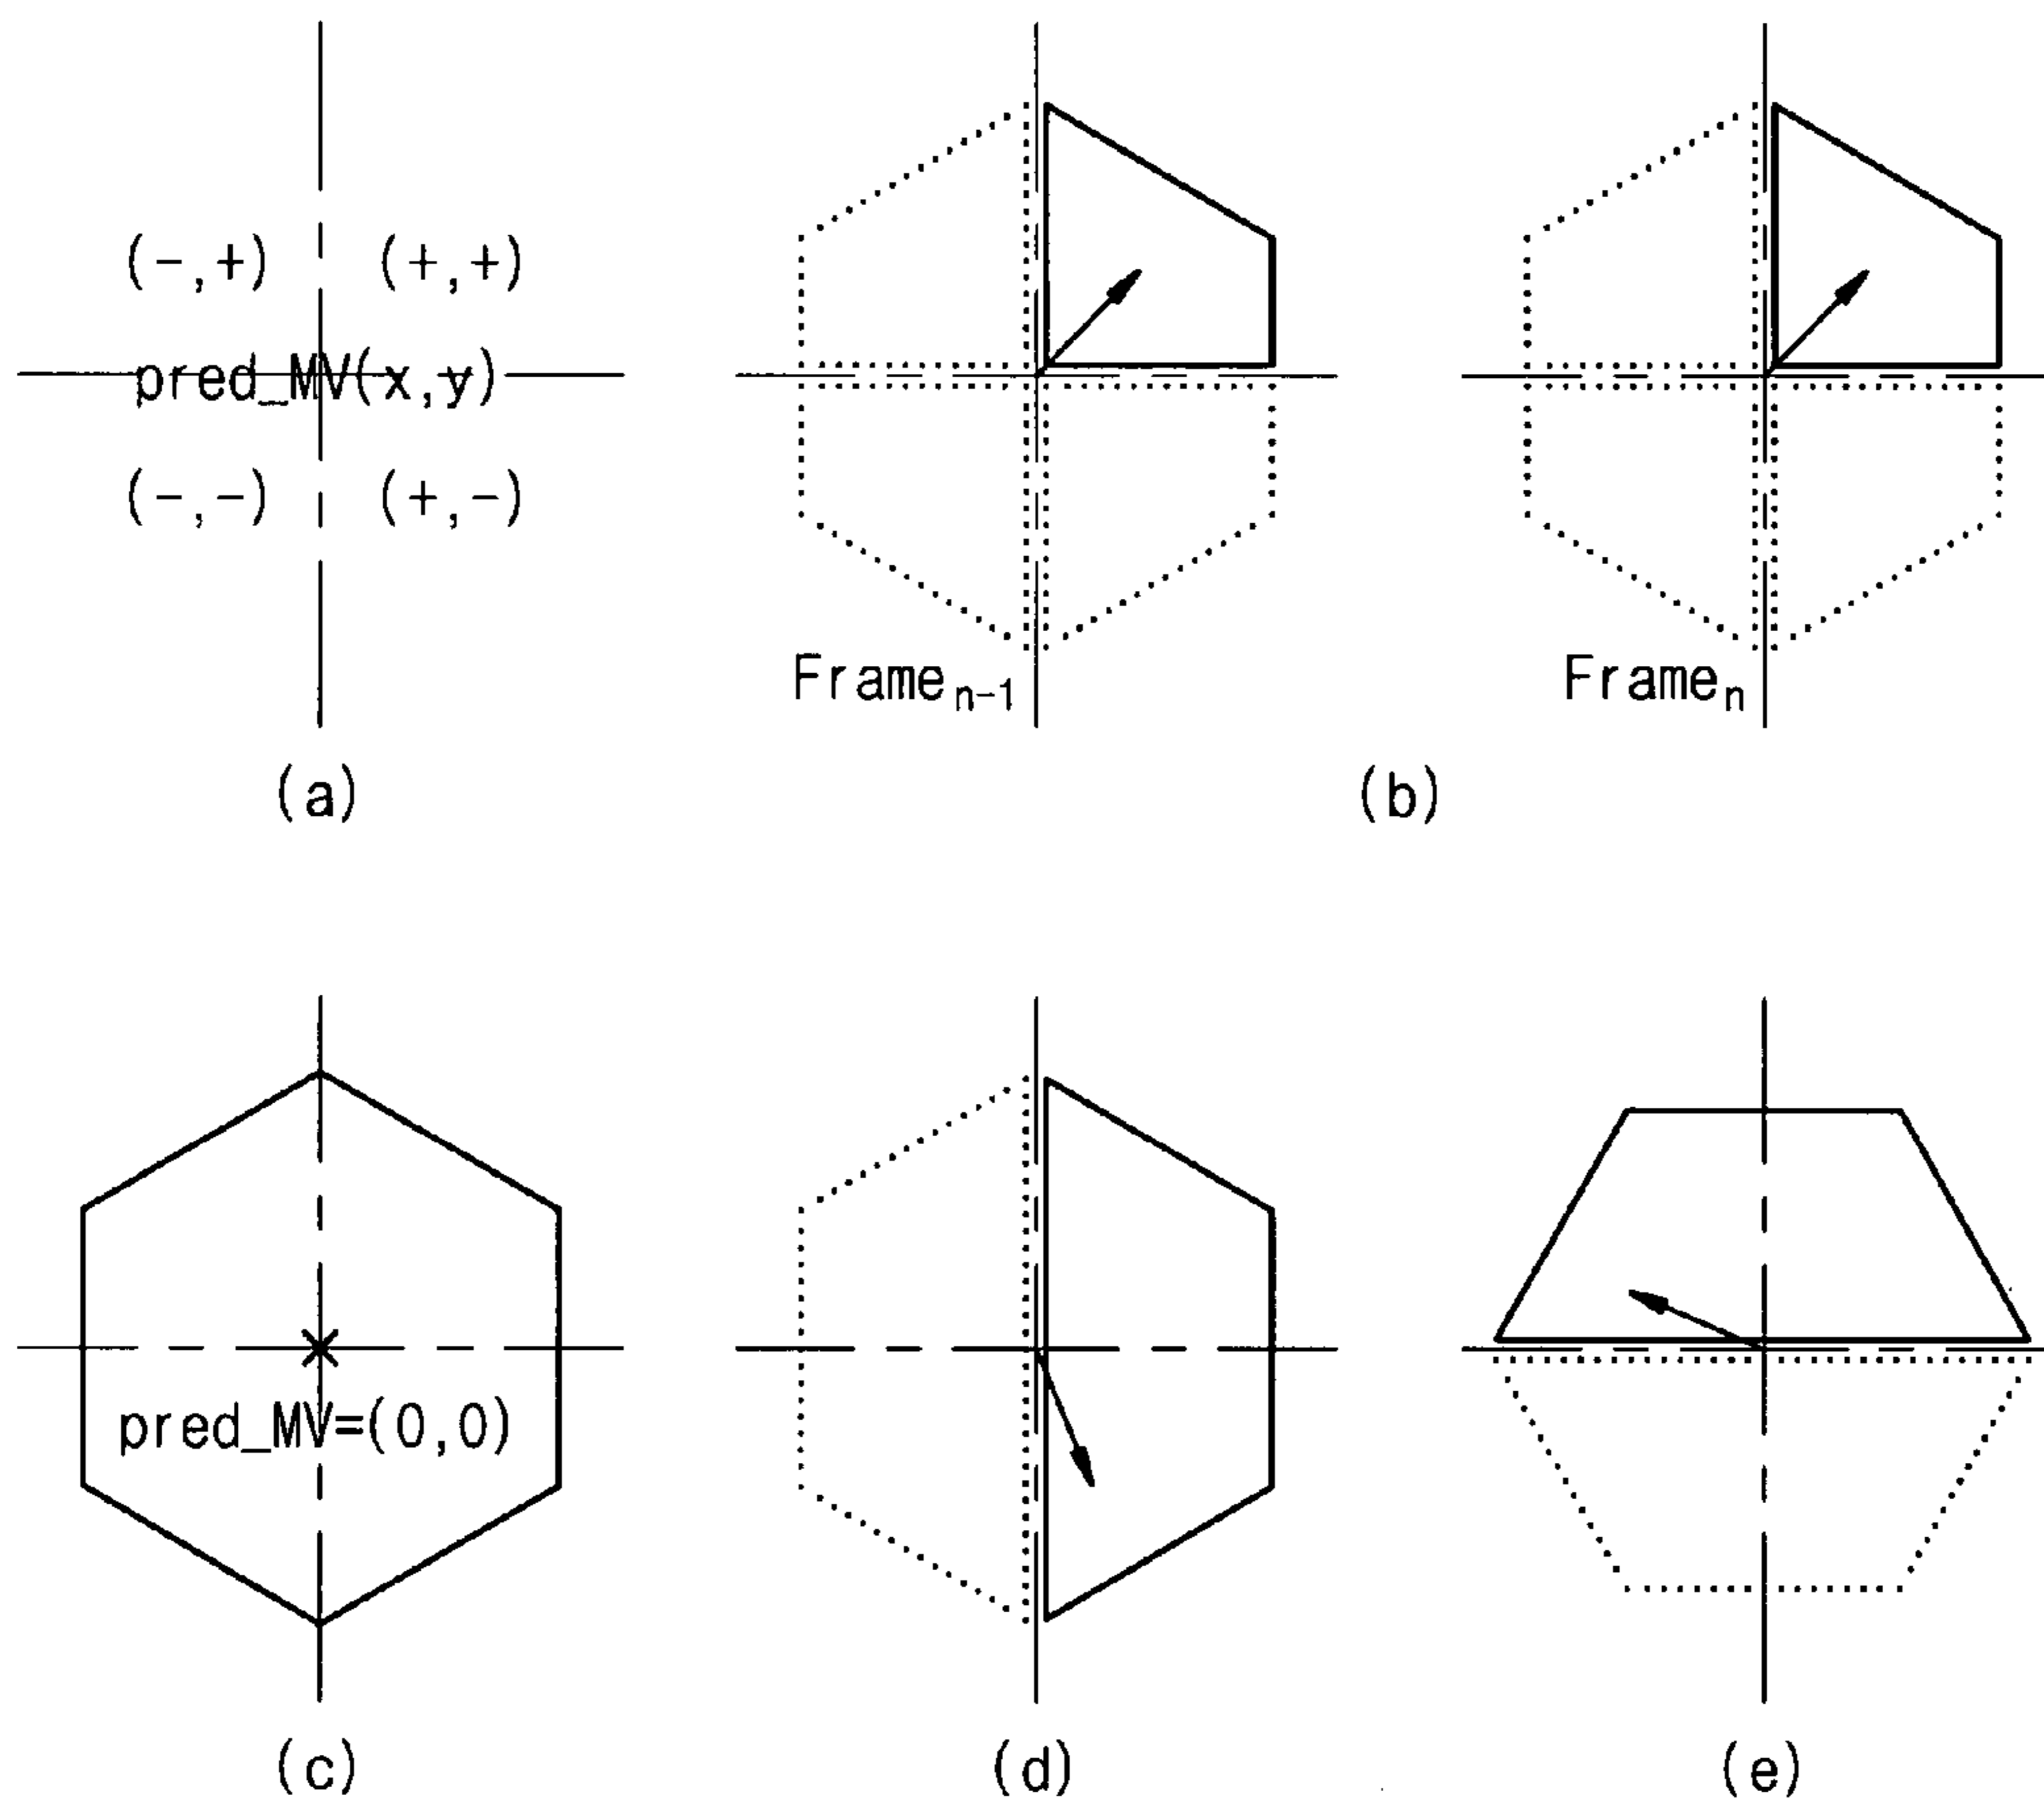 (-,+) (+,+)
pred_MV(x,y)
(-,-) (+,-)
Frameₙ₋₁ Frameₙ
(a) (b)
pred_MV=(0,0)
(c) (d) (e)